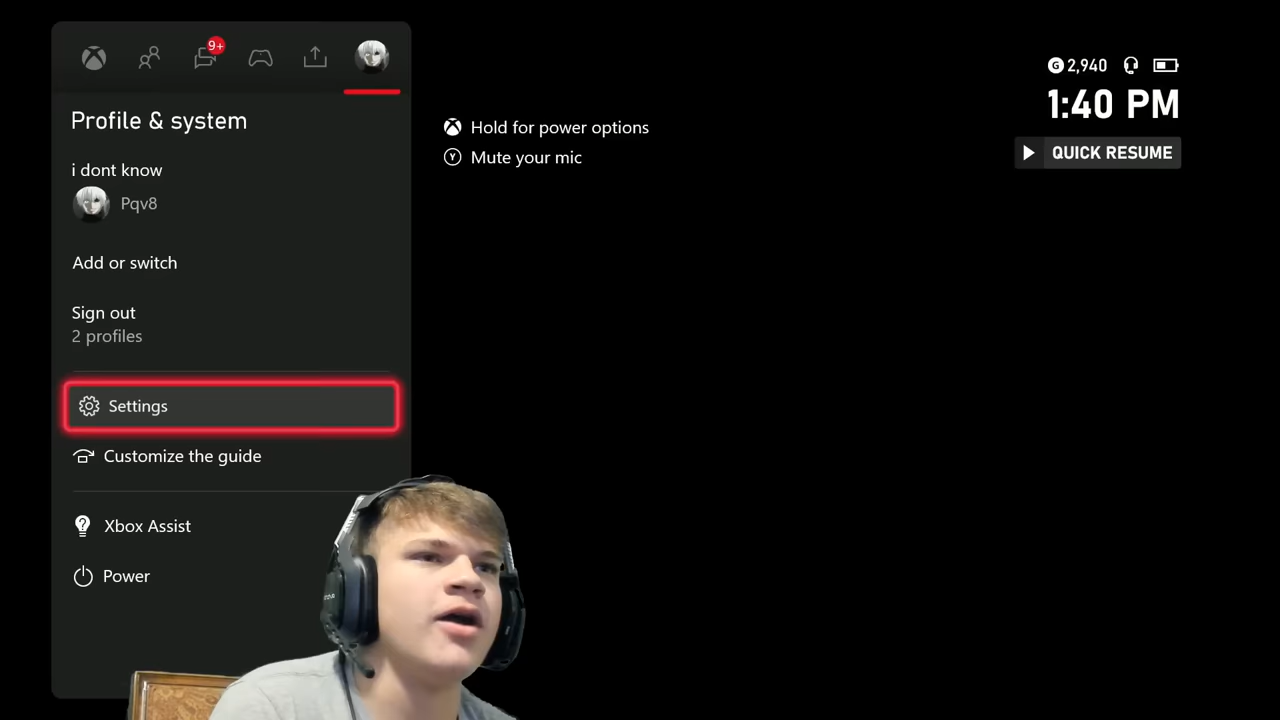 9+
Profile & system
i dont know
Pqv8
Add or switch
Sign out
2 profiles
Settings
Customize the guide
Xbox Assist
Power
Hold for power options
Y Mute your mic
G 2,940
1:40 PM
QUICK RESUME